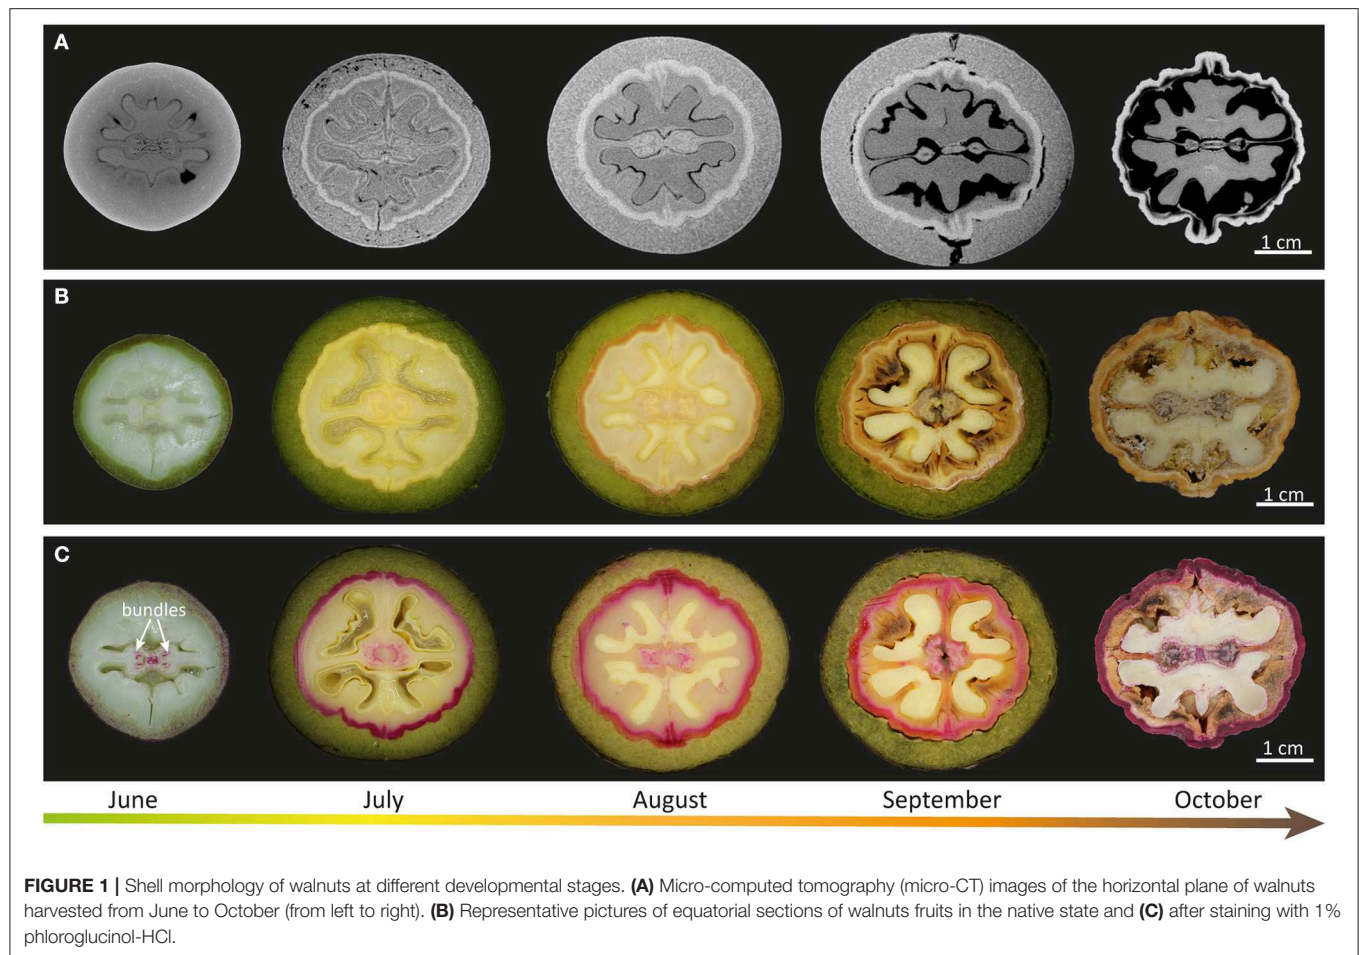 A
1 cm
B
1 cm
C
bundles
1 cm
June July August September October
FIGURE 1 | Shell morphology of walnuts at different developmental stages. (A) Micro-computed tomography (micro-CT) images of the horizontal plane of walnuts
harvested from June to October (from left to right). (B) Representative pictures of equatorial sections of walnuts fruits in the native state and (C) after staining with 1%
phloroglucinol-HCl.